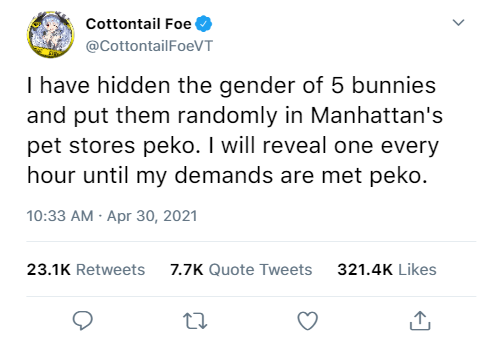 Cottontail Foe
@CottontailFoeVT
I have hidden the gender of 5 bunnies
and put them randomly in Manhattan's
pet stores peko. I will reveal one every
hour until my demands are met peko.
10:33 AM · Apr 30, 2021
23.1K Retweets 7.7K Quote Tweets 321.4K Likes